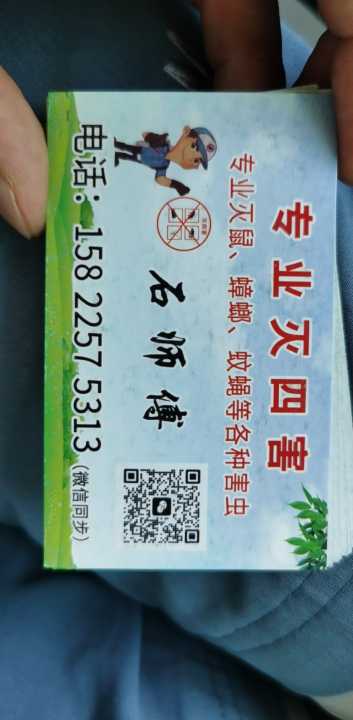 专业灭四害
专业灭鼠、蟑螂、蚊蝇等各种害虫
石师傅
电话：158 2257 5313（微信同步）